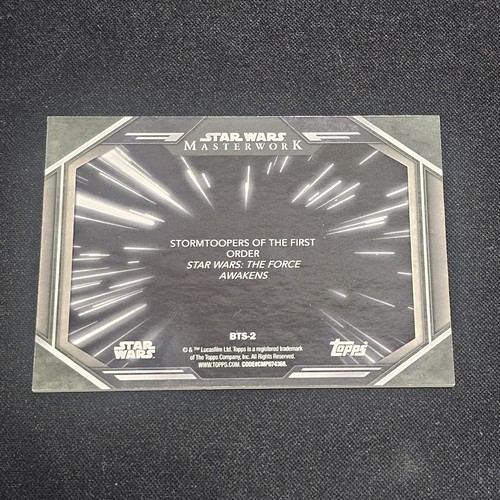 STAR WARS
MASTERWORK
STORMTOOPERS OF THE FIRST
ORDER
STAR WARS: THE FORCE
AWAKENS
BTS-2
STAR
WARS
© & ™ Lucasfilm Ltd. Topps is a registered trademark
of The Topps Company, Inc. All Rights Reserved.
WWW.TOPPS.COM CODE#CMP074368.
topps